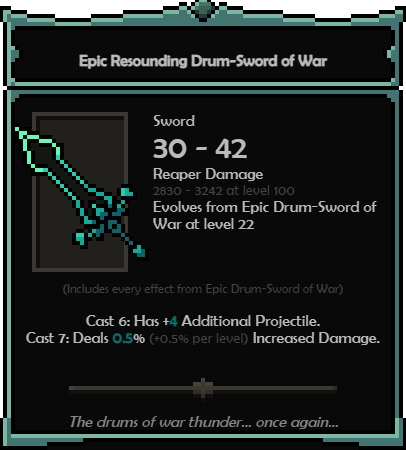 Epic Resounding Drum-Sword of War
Sword
30 - 42
Reaper Damage
2830 - 3242 at level 100
Evolves from Epic Drum-Sword of
War at level 22
(Includes every effect from Epic Drum-Sword of War)
Cast 6: Has +4 Additional Projectile.
Cast 7: Deals 0.5% (+0.5% per level) Increased Damage.
The drums of war thunder... once again...